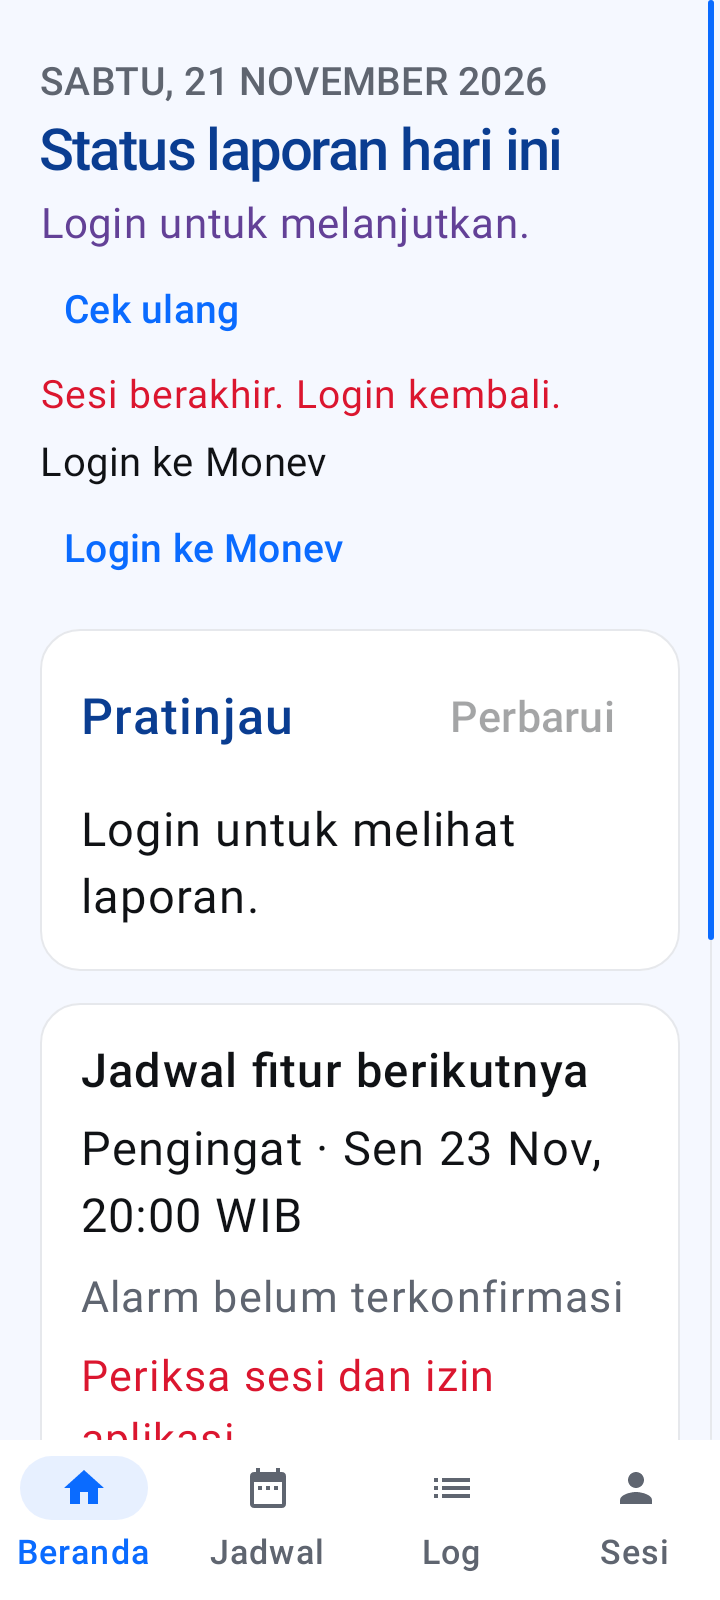 SABTU, 21 NOVEMBER 2026
Status laporan hari ini
Login untuk melanjutkan.
Cek ulang
Sesi berakhir. Login kembali.
Login ke Monev
Login ke Monev
Pratinjau
Perbarui
Login untuk melihat
laporan.
Jadwal fitur berikutnya
Pengingat · Sen 23 Nov,
20:00 WIB
Alarm belum terkonfirmasi
Periksa sesi dan izin
aplikasi
Beranda
Jadwal
Log
Sesi